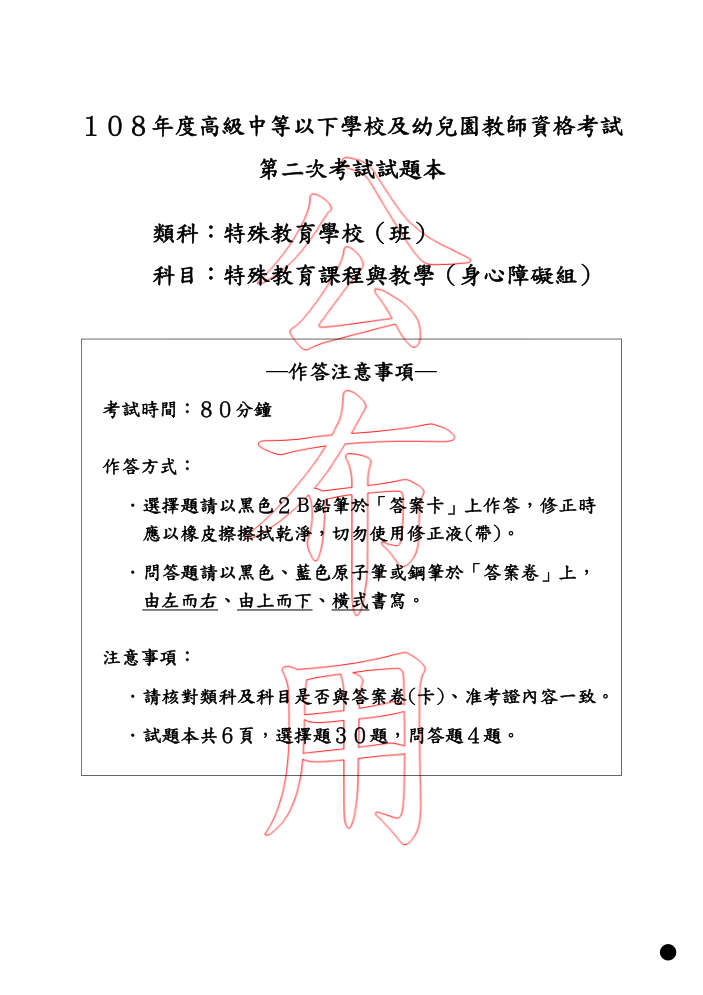 １０８年度高級中等以下學校及幼兒園教師資格考試
第二次考試試題本
類科：特殊教育學校（班）
科目：特殊教育課程與教學（身心障礙組）
—作答注意事項—
考試時間：８０分鐘
作答方式：
．選擇題請以黑色２Ｂ鉛筆於「答案卡」上作答，修正時
應以橡皮擦擦拭乾淨，切勿使用修正液(帶)。
．問答題請以黑色、藍色原子筆或鋼筆於「答案卷」上，
由左而右、由上而下、橫式書寫。
注意事項：
．請核對類科及科目是否與答案卷(卡)、准考證內容一致。
．試題本共６頁，選擇題３０題，問答題４題。
公布用